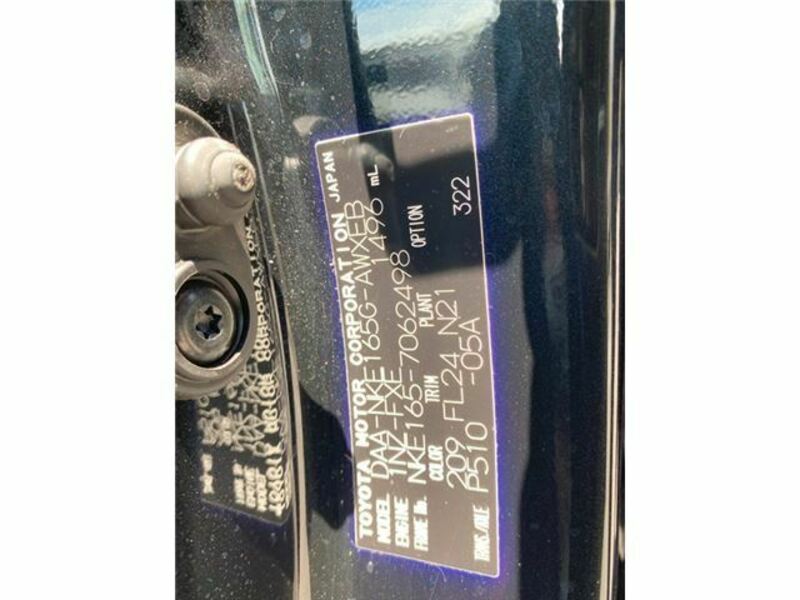 TOYOTA MOTOR CORPORATION JAPAN
MODEL DAA-NKE165G-AWXEB
ENGINE 1NZ-FXE 1496 mL
FRAME No. NKE165-7062498
COLOR TRIM PLANT OPTION
209 FL24 N21 322
TRANS/AXLE P510 -05A